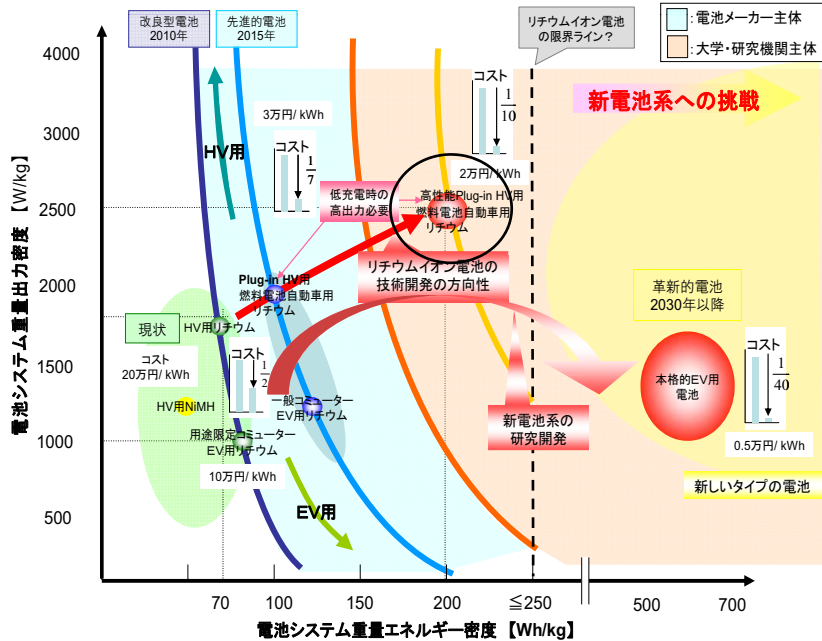 改良型電池
2010年
先進的電池
2015年
リチウムイオン電池
の限界ライン？
:電池メーカー主体
:大学・研究機関主体
電池システム重量出力密度 【W/kg】
4000
3000
2500
2000
1500
1000
500
HV用
3万円/ kWh
コスト
1
7
コスト
1
10
2万円/ kWh
新電池系への挑戦
低充電時の
高出力必要
高性能Plug-in HV用
燃料電池自動車用
リチウム
リチウムイオン電池の
技術開発の方向性
Plug-in HV用
燃料電池自動車用
リチウム
現状
HV用リチウム
コスト
20万円/ kWh
コスト
1
2
HV用NiMH
一般コミューター
EV用リチウム
用途限定コミューター
EV用リチウム
10万円/ kWh
EV用
新電池系の
研究開発
革新的電池
2030年以降
本格的EV用
電池
コスト
1
40
0.5万円/ kWh
新しいタイプの電池
70
100
150
200
≦250
500
700
電池システム重量エネルギー密度 【Wh/kg】